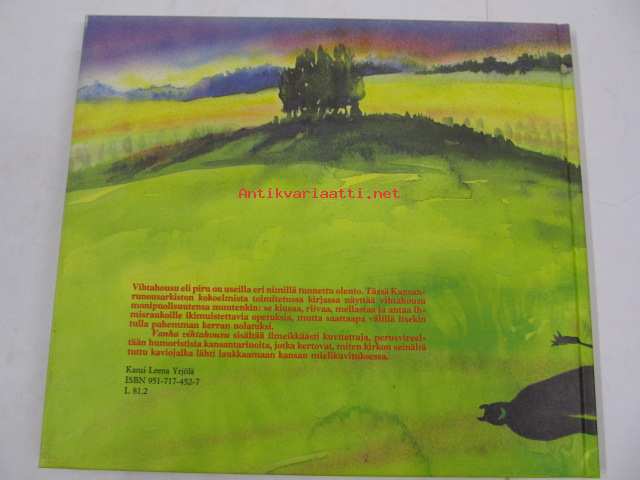 Antikvariaatti.net
Vihtahousu eli piru on useilla eri nimillä tunnettu olento. Tässä Kansan-
runousarkiston kokoelmista toimitetussa kirjassa näyttää vihtahousu
monipuolisuutensa muutenkin: se kiusaa, riivaa, mellastaa ja antaa ih-
misraukoille ikimuistettavia opetuksia, mutta saattaapa välillä itsekin
tulla pahemman kerran nolatuksi.
Vanha vihtahousu sisältää ilmeikkäästi kuvitettuja, perusvireel-
tään humoristisia kansantarinoita, jotka kertovat, miten kirkon seinältä
tuttu kaviojalka lähti laukkaamaan kansan mielikuvituksessa.
Kansi Leena Yrjölä
ISBN 951-717-452-7
L 81.2